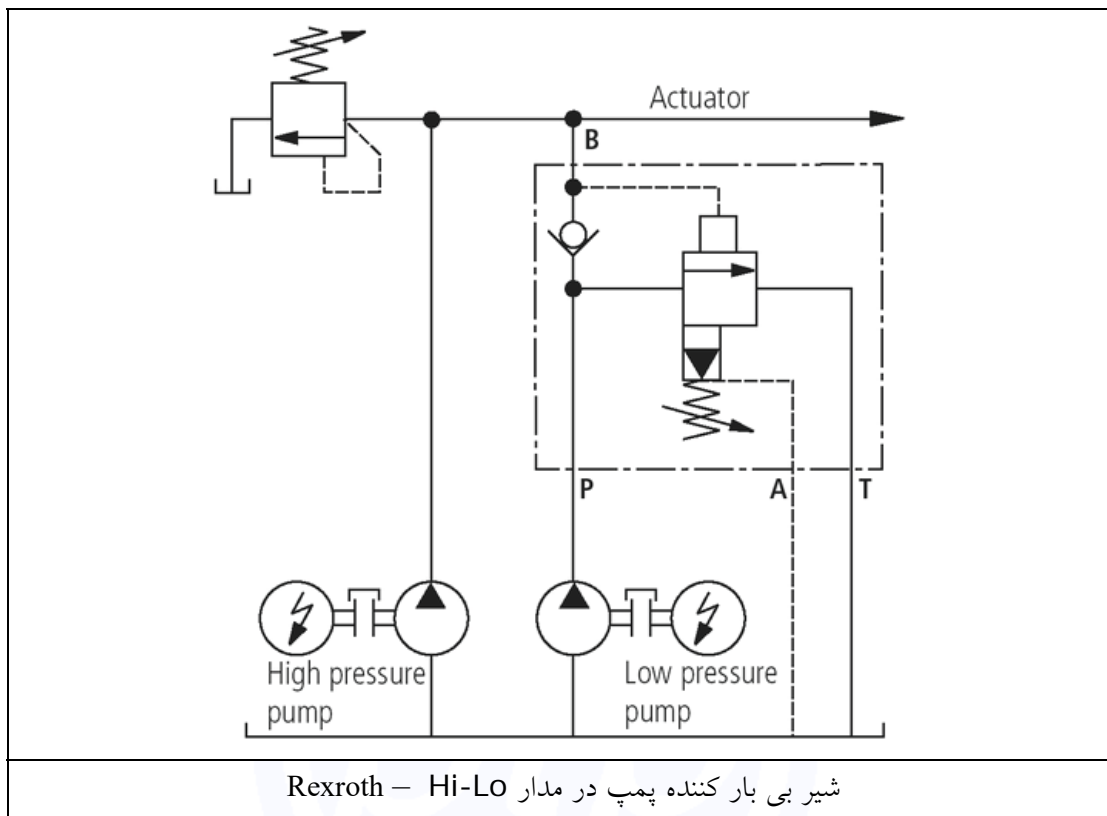 Actuator
B
P
A
T
High pressure
pump
Low pressure
pump
شیر بی بار کننده پمپ در مدار Hi-Lo – Rexroth